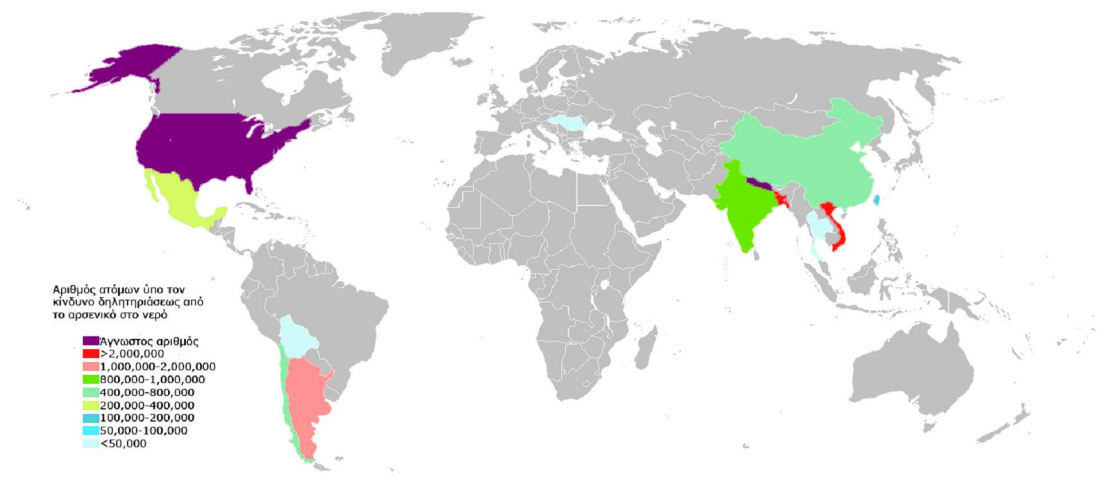 Αριθμός ατόμων ύπο τον
κίνδυνο δηλητηριάσεως από
το αρσενικό στο νερό
Άγνωστος αριθμός
>2,000,000
1,000,000-2,000,000
800,000-1,000,000
400,000-800,000
200,000-400,000
100,000-200,000
50,000-100,000
<50,000